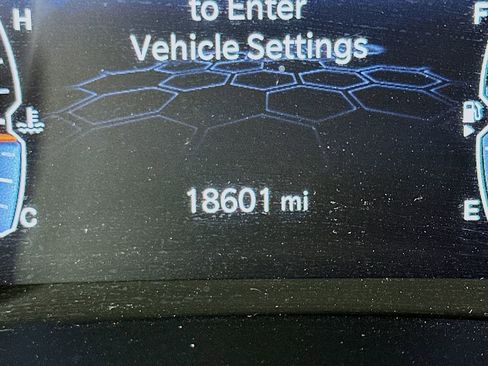 to Enter
Vehicle Settings
H
F
C
E
18601 mi